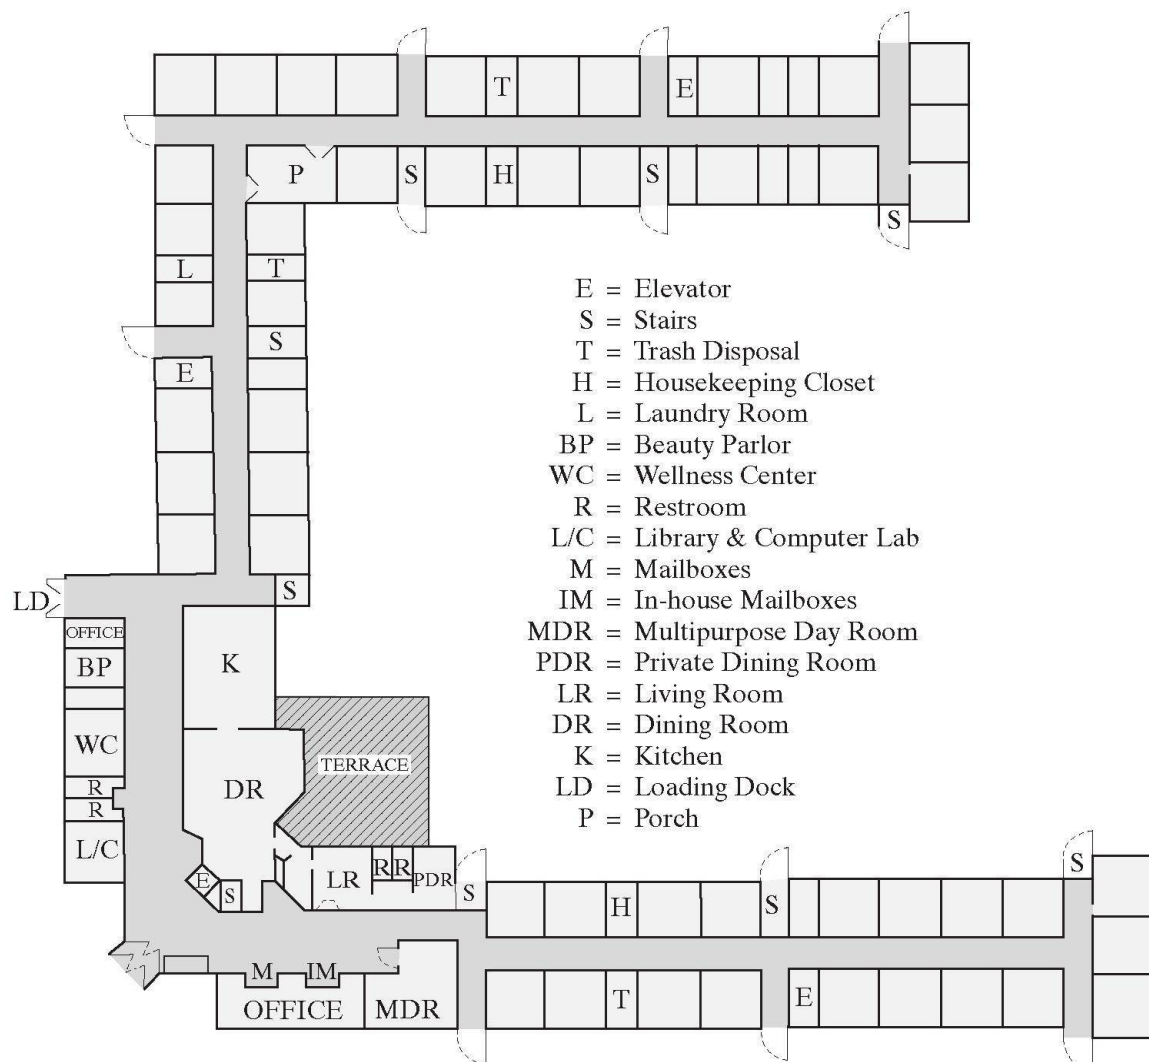 T
E
P
S
H
S
S
L
T
S
E
E = Elevator
S = Stairs
T = Trash Disposal
H = Housekeeping Closet
L = Laundry Room
BP = Beauty Parlor
WC = Wellness Center
R = Restroom
L/C = Library & Computer Lab
M = Mailboxes
IM = In-house Mailboxes
MDR = Multipurpose Day Room
PDR = Private Dining Room
LR = Living Room
DR = Dining Room
K = Kitchen
LD = Loading Dock
P = Porch
LD
S
OFFICE
BP
K
WC
TERRACE
R
DR
R
L/C
E
S
LR
R
R
PDR
S
H
S
S
M
IM
OFFICE
MDR
T
E